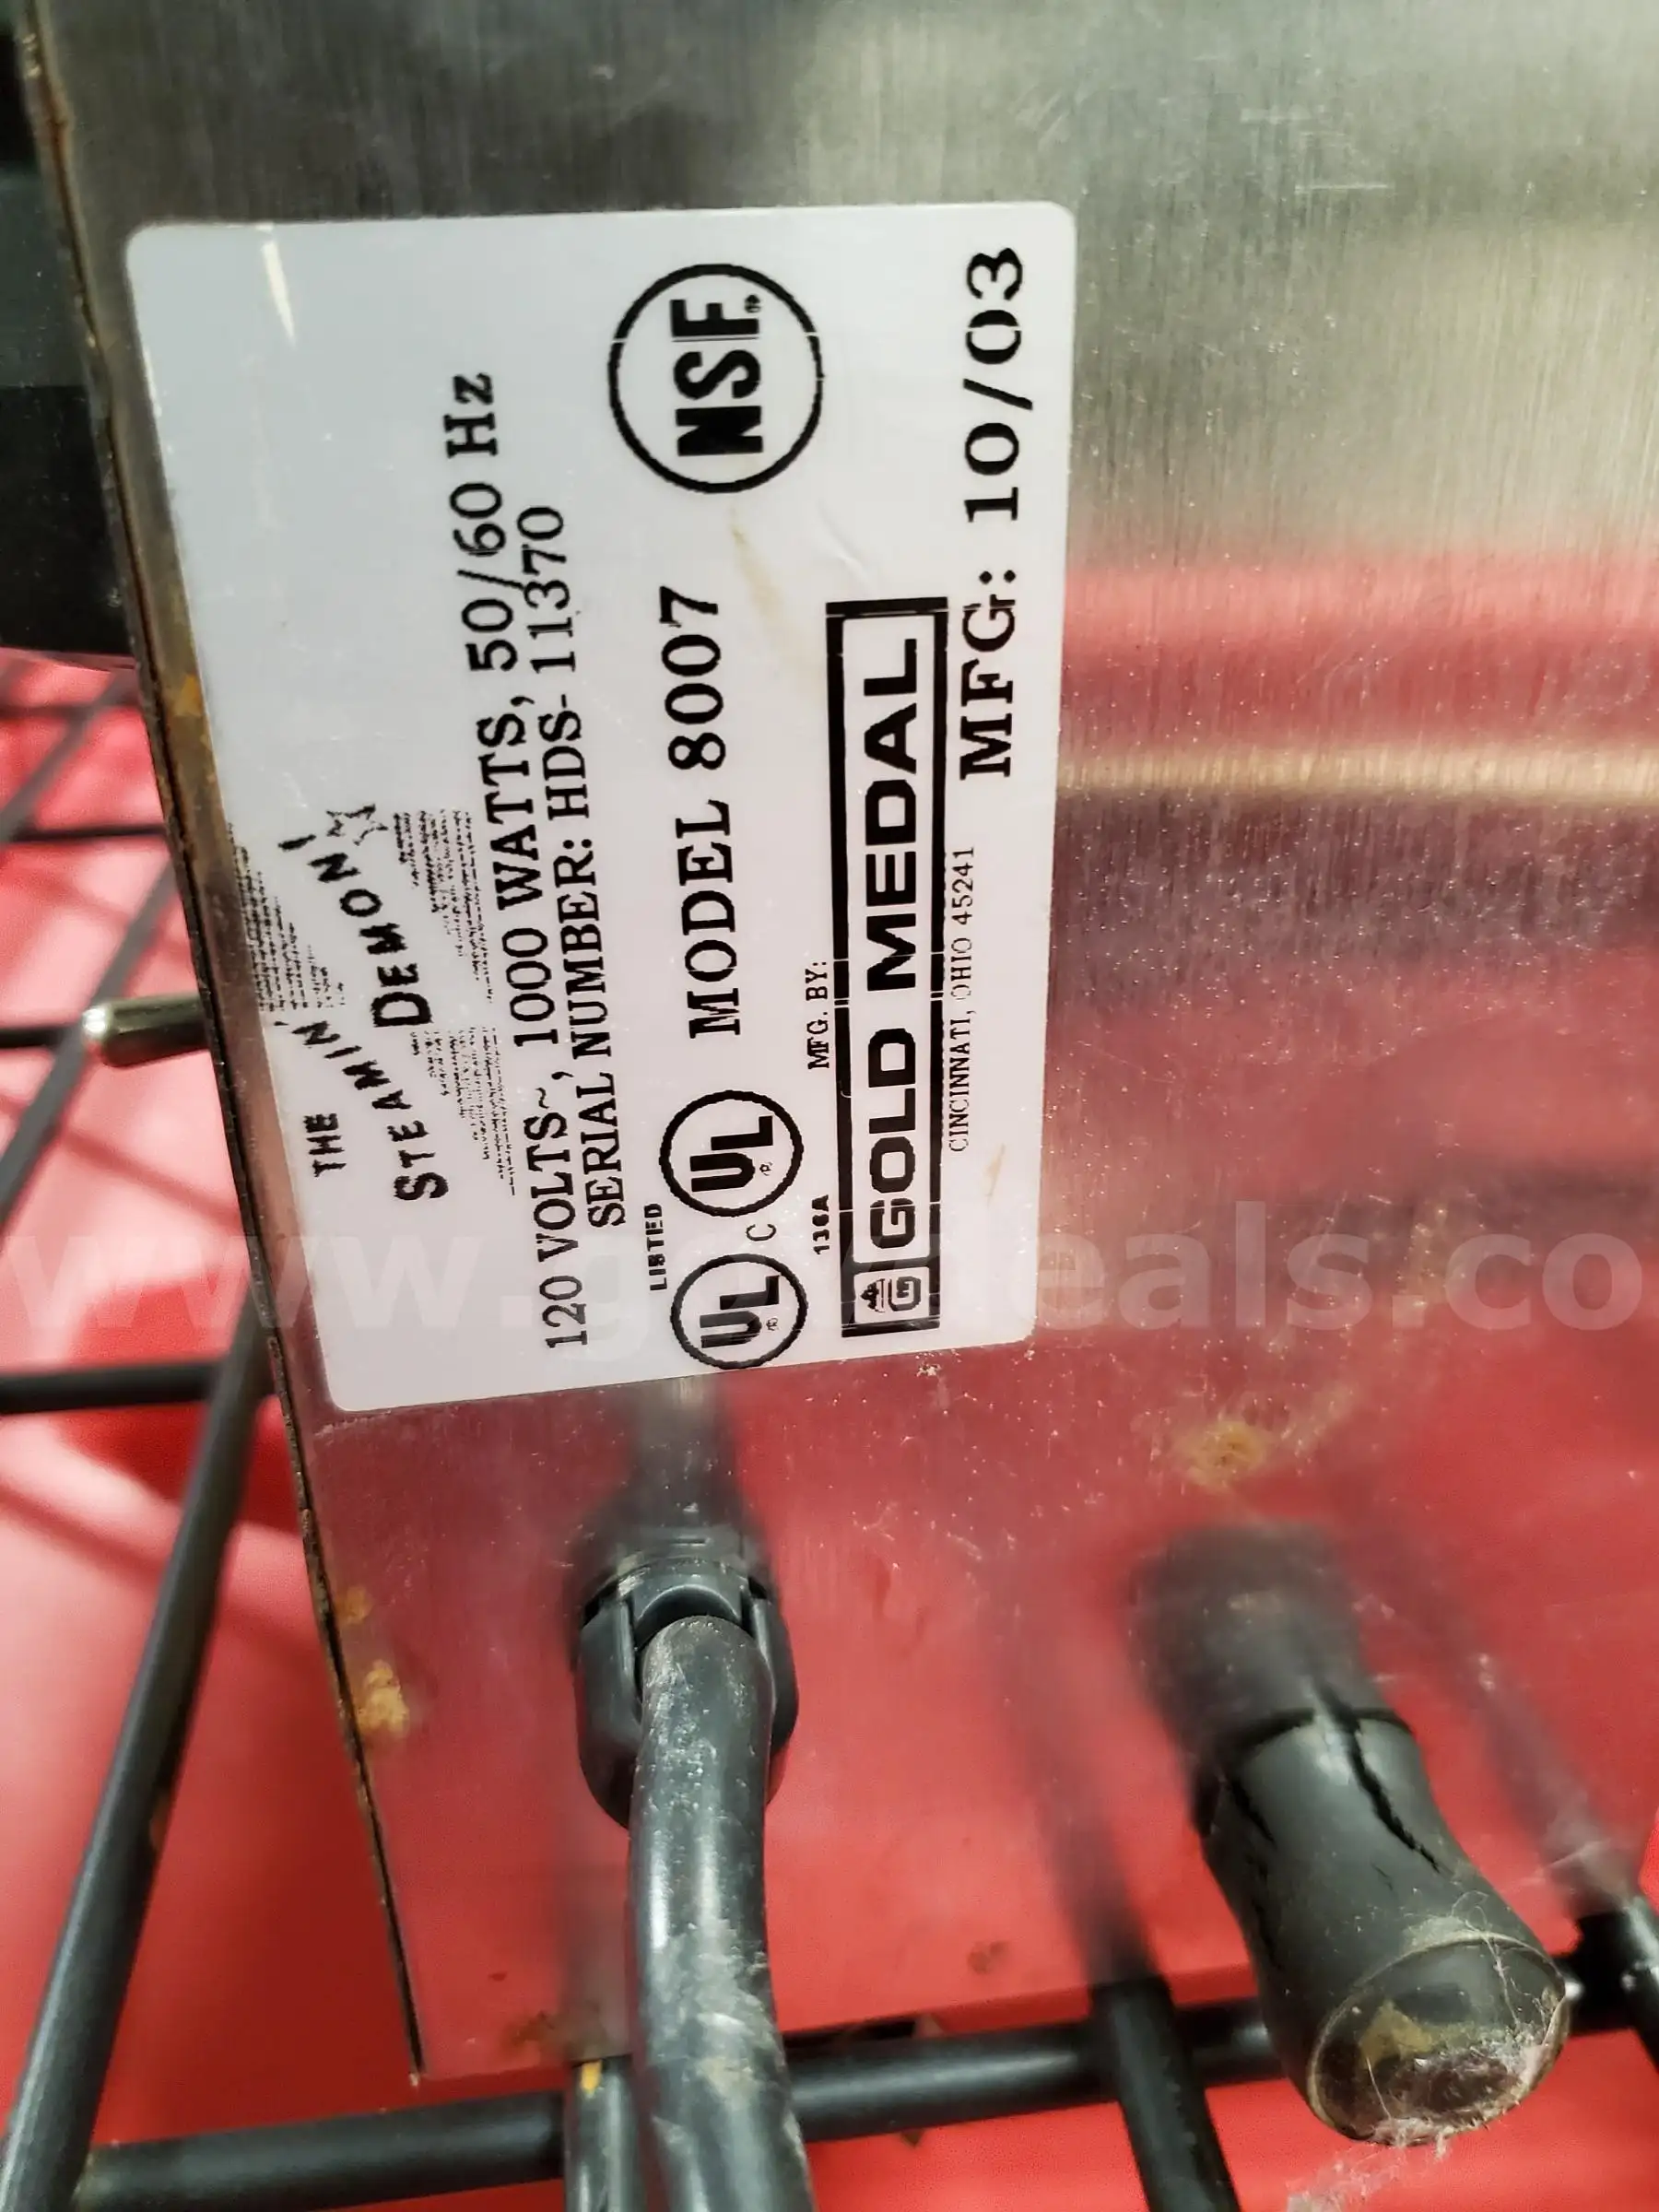 THE
STEAMIN'
DEMON!
120 VOLTS~, 1000 WATTS, 50/60 Hz
SERIAL NUMBER: HDS- 11370
LISTED
UL® C UL® MODEL 8007 NSF®
136A
MFG. BY:
G GOLD MEDAL
CINCINNATI, OHIO 45241
MFG: 10/03